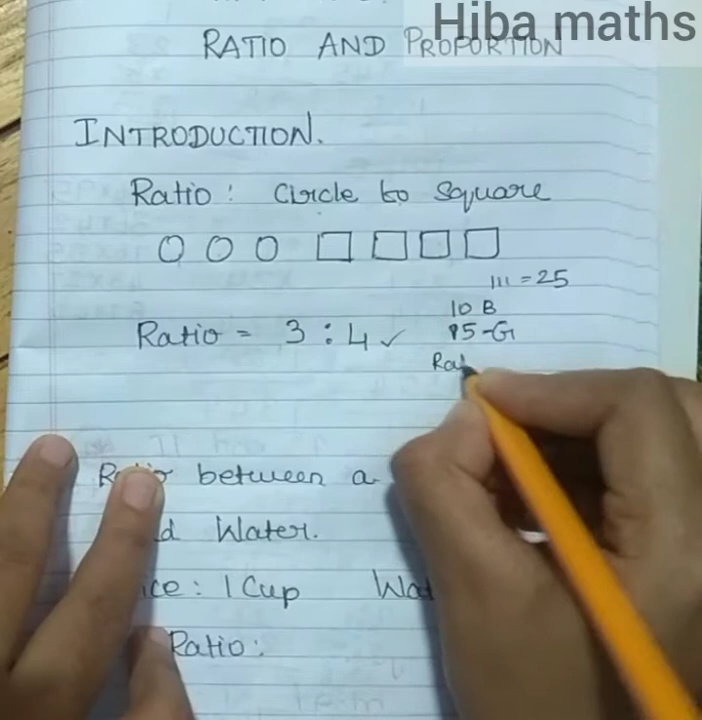 Hiba maths
RATIO AND PROPORTION
INTRODUCTION.
Ratio: Circle to square
III = 25
10 B
15-G
Ratio = 3:4 ✓
Ra
between a
Water.
1 Cup
Ratio: